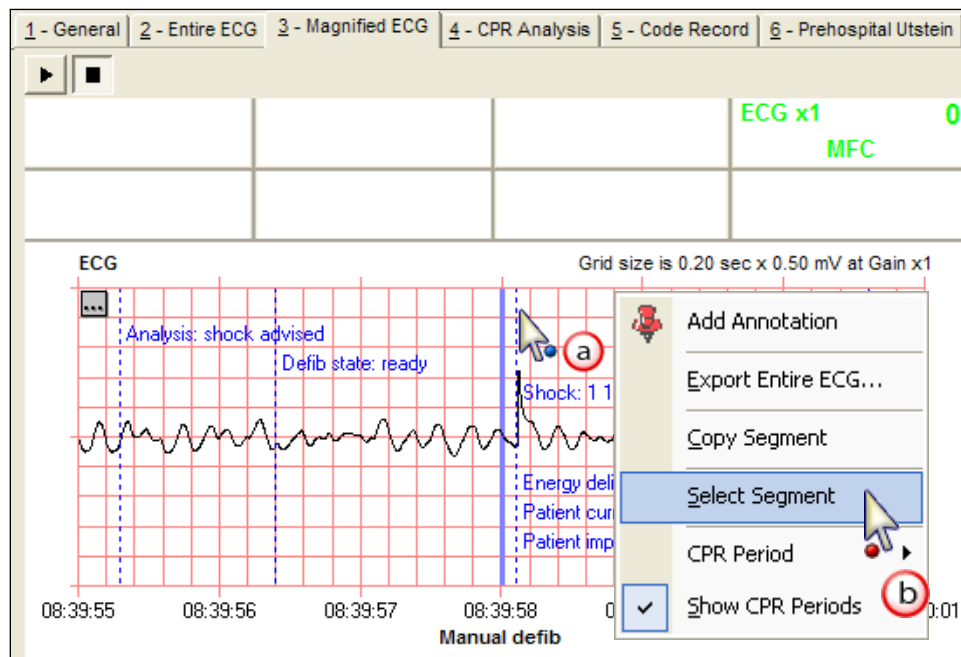 1 - General 2 - Entire ECG 3 - Magnified ECG 4 - CPR Analysis 5 - Code Record 6 - Prehospital Utstein
ECG x1 0
MFC
ECG Grid size is 0.20 sec x 0.50 mV at Gain x1
...
Analysis: shock advised
Defib state: ready
a
Shock: 1 1
Energy deli
Patient curr
Patient imp
Add Annotation
Export Entire ECG...
Copy Segment
Select Segment
CPR Period
b
Show CPR Periods
08:39:55 08:39:56 08:39:57 08:39:58 0 0:01
Manual defib